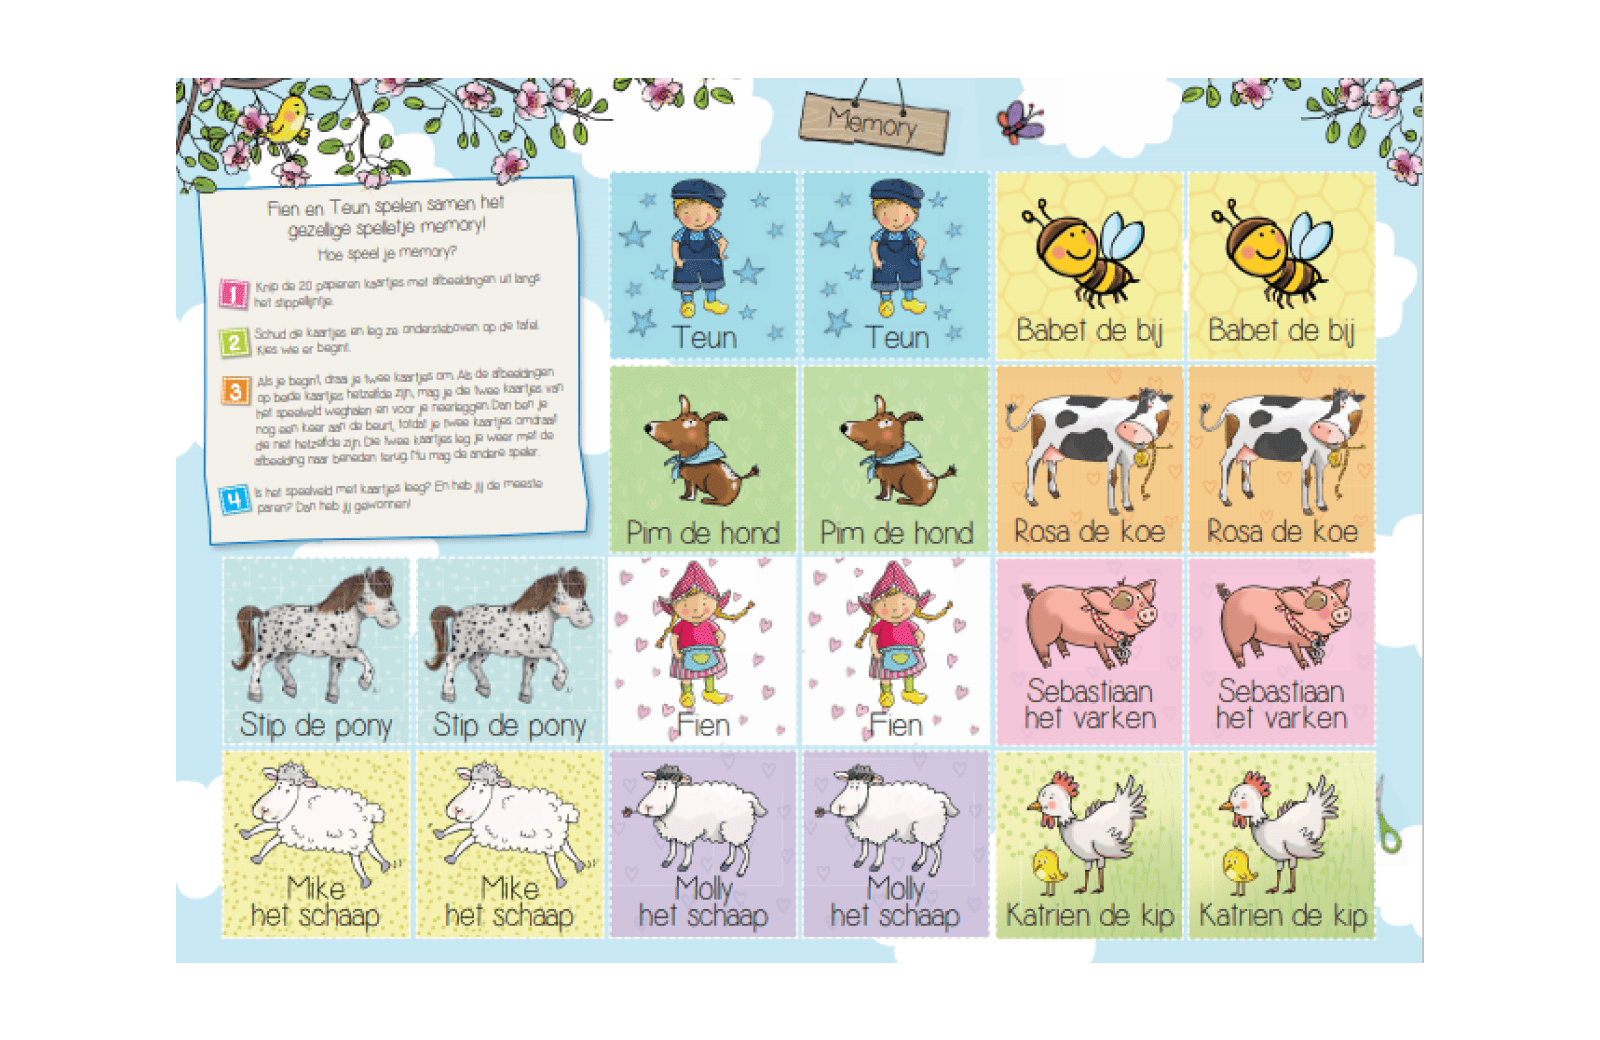 Memory
Fien en Teun spelen samen het
gezellige spelletje memory!
Hoe speel je memory?
1 Knip de 20 papieren kaartjes met afbeeldingen uit langs
het stippellijntje.
2 Schud de kaartjes en leg ze ondersteboven op de tafel.
Kies wie er begint.
3 Als je begint, draai je twee kaartjes om. Als de afbeeldingen
op beide kaartjes hetzelfde zijn, mag je die twee kaartjes van
het speelveld weghalen en voor je neerleggen. Dan ben je
nog een keer aan de beurt, totdat je twee kaartjes omdraait
die niet hetzelfde zijn. Die twee kaartjes leg je weer met de
afbeelding naar beneden terug. Nu mag de andere speler.
4 Is het speelveld met kaartjes leeg? En heb jij de meeste
paren? Dan heb jij gewonnen!
Teun
Teun
Babet de bij
Babet de bij
Pim de hond
Pim de hond
Rosa de koe
Rosa de koe
Stip de pony
Stip de pony
Fien
Fien
Sebastiaan
het varken
Sebastiaan
het varken
Mike
het schaap
Mike
het schaap
Molly
het schaap
Molly
het schaap
Katrien de kip
Katrien de kip